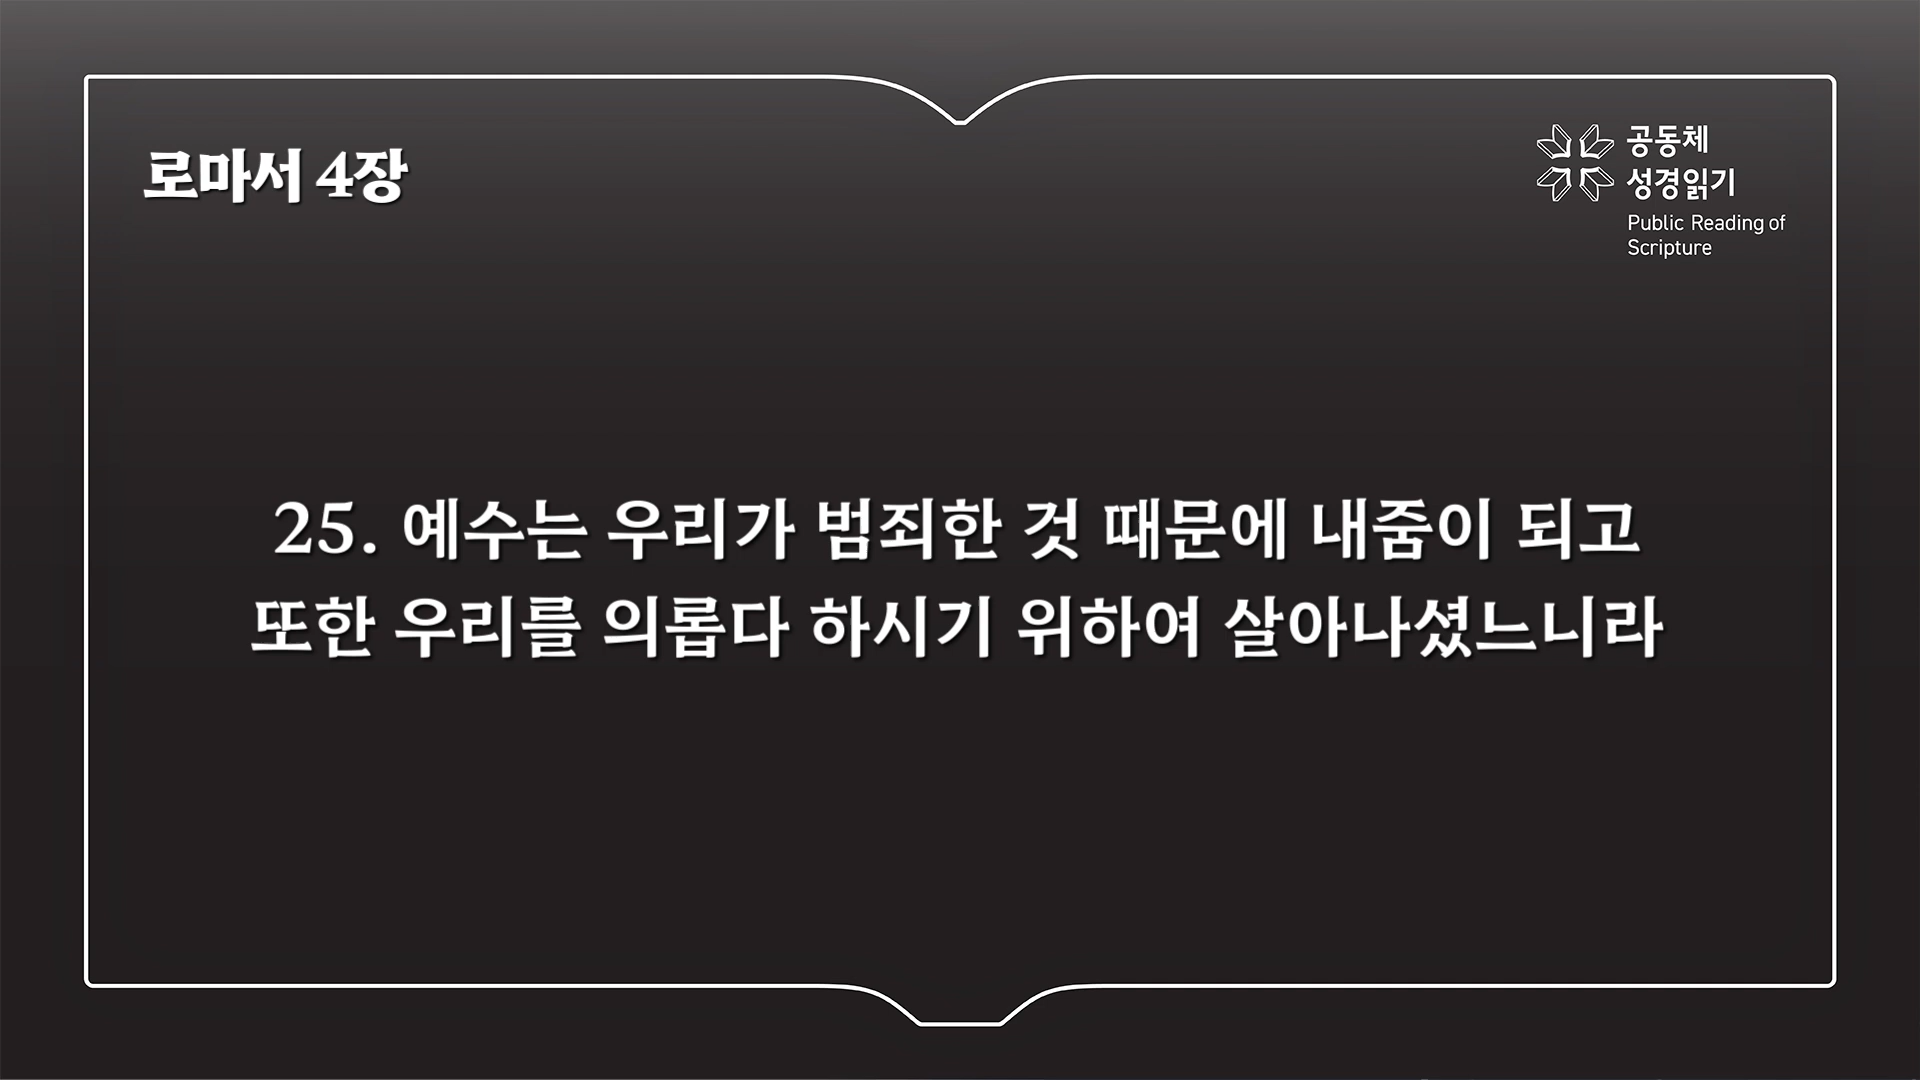 로마서 4장
공동체
성경읽기
Public Reading of
Scripture
25. 예수는 우리가 범죄한 것 때문에 내줌이 되고
또한 우리를 의롭다 하시기 위하여 살아나셨느니라